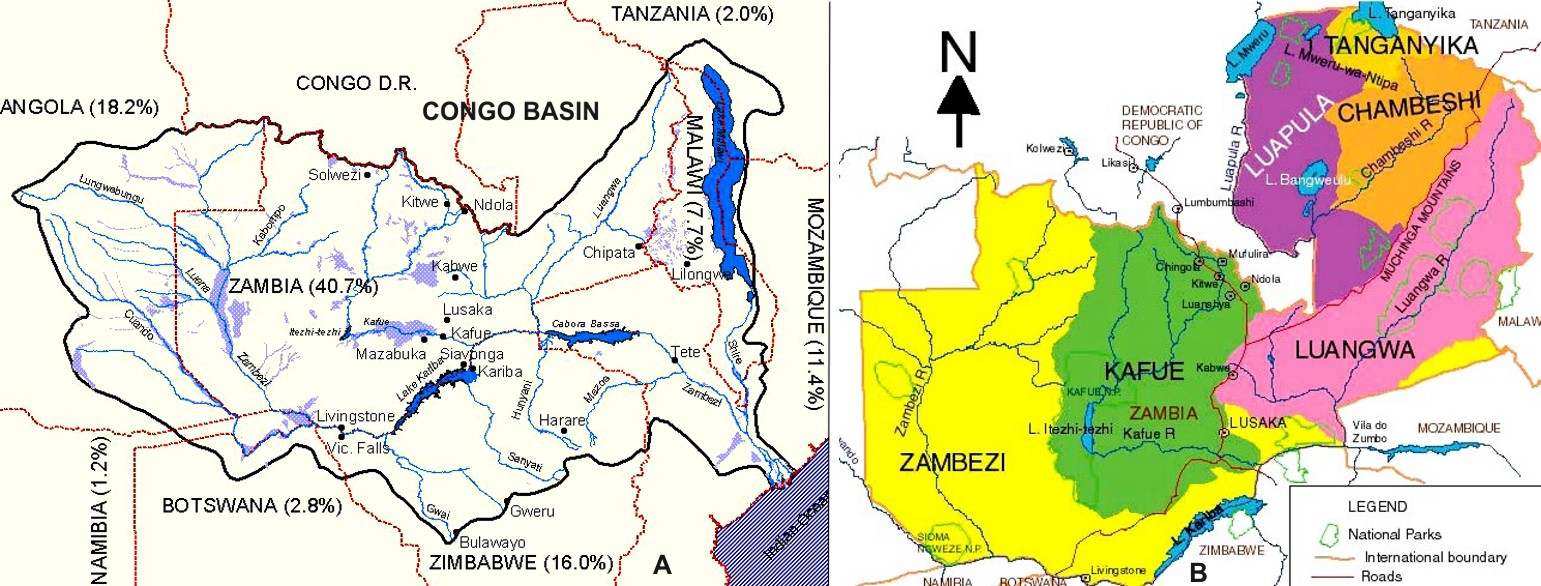 TANZANIA (2.0%)
CONGO D.R.
ANGOLA (18.2%)
CONGO BASIN
MALAWI (7.7%)
MOZAMBIQUE (11.4%)
Lungwebungu
Solwezi
Kitwe
Ndola
Luangwa
Kabompo
Chipata
Lilongwe
Luena
ZAMBIA (40.7%)
Kabwe
Lusaka
Cuando
Itezhi-tezhi
Kafue
Kafue
Cabora Bassa
Mazabuka
Siavonga
Kariba
Lake Kariba
Tete
Shire
Zambezi
Zambezi
Hunyani
Mazoe
Livingstone
Vic. Falls
Harare
Sanyati
Gwai
Gweru
Bulawayo
NAMIBIA (1.2%)
BOTSWANA (2.8%)
ZIMBABWE (16.0%)
A
Indian Ocean
N
L. Tanganyika
TANZANIA
L. Mweru
TANGANYIKA
L. Mweru-wa-Ntipa
CHAMBESHI
LUAPULA
Chambeshi R
DEMOCRATIC
REPUBLIC OF
CONGO
Kolwezi
Likasi
Luapula R
L. Bangweulu
Lumbumbashi
MUCHINGA MOUNTAINS
Mufulira
Chingola
Kitwe
Ndola
Luanshya
Luangwa R
MALAW
LUANGWA
KAFUE
Kabwe
KAFUE N.P.
ZAMBIA
Zambezi R
L. Itezhi-tezhi
Kafue R
LUSAKA
Vila do
Zumbo
MOZAMBIQUE
ZAMBEZI
SIOMA
NGWEZE N.P.
L. Kariba
ZIMBABWE
Livingstone
NAMIBIA
BOTSWANA
B
LEGEND
National Parks
International boundary
Roads